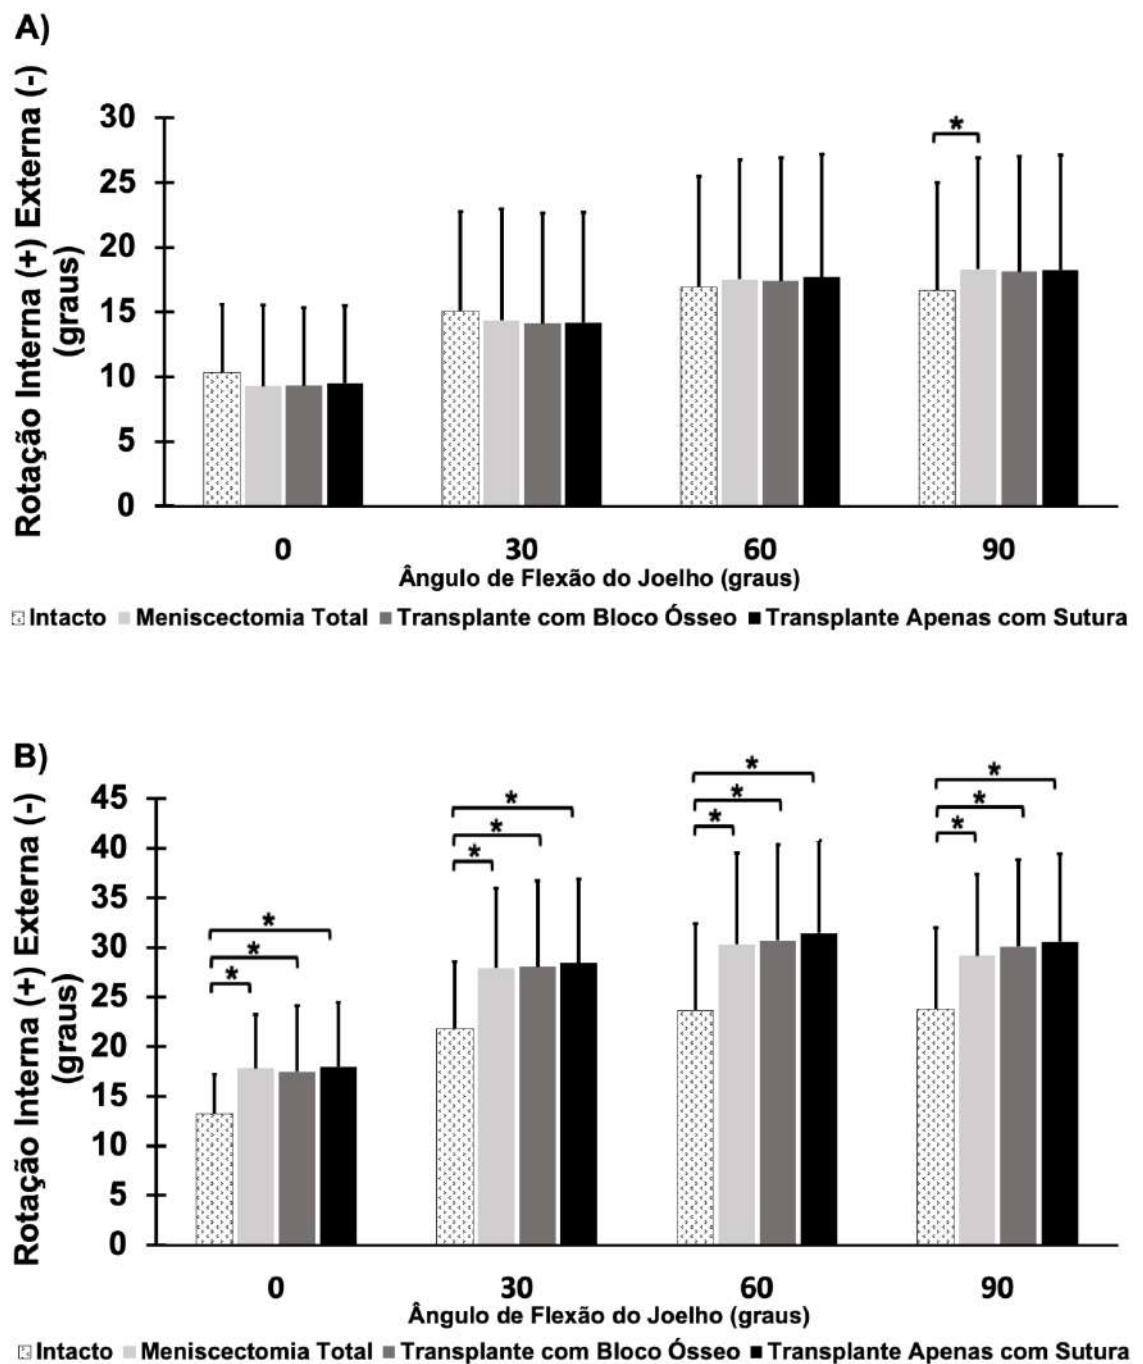 A)
Rotação Interna (+) Externa (-)
(graus)
30
25
20
15
10
5
0
*
0 30 60 90
Ângulo de Flexão do Joelho (graus)
Intacto Meniscectomia Total Transplante com Bloco Ósseo Transplante Apenas com Sutura
B)
Rotação Interna (+) Externa (-)
(graus)
45
40
35
30
25
20
15
10
5
0
* * *
* * *
* * *
* * *
0 30 60 90
Ângulo de Flexão do Joelho (graus)
Intacto Meniscectomia Total Transplante com Bloco Ósseo Transplante Apenas com Sutura